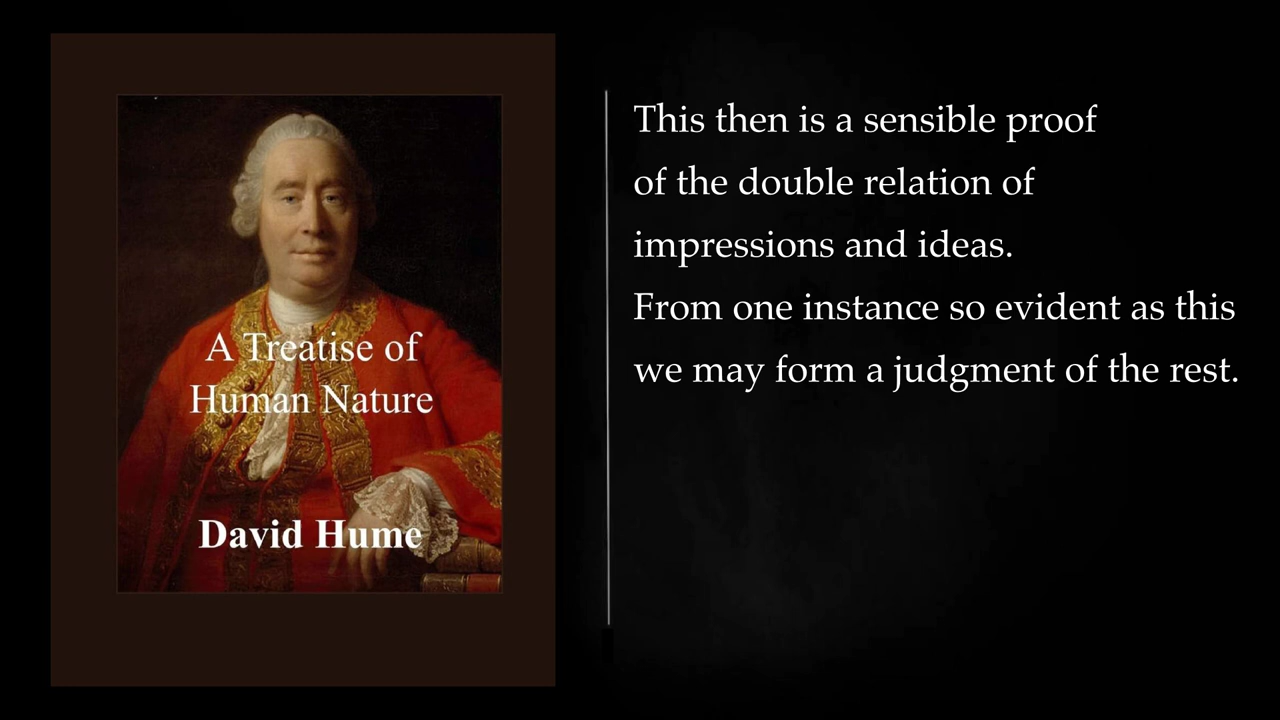 A Treatise of
Human Nature
David Hume
This then is a sensible proof
of the double relation of
impressions and ideas.
From one instance so evident as this
we may form a judgment of the rest.